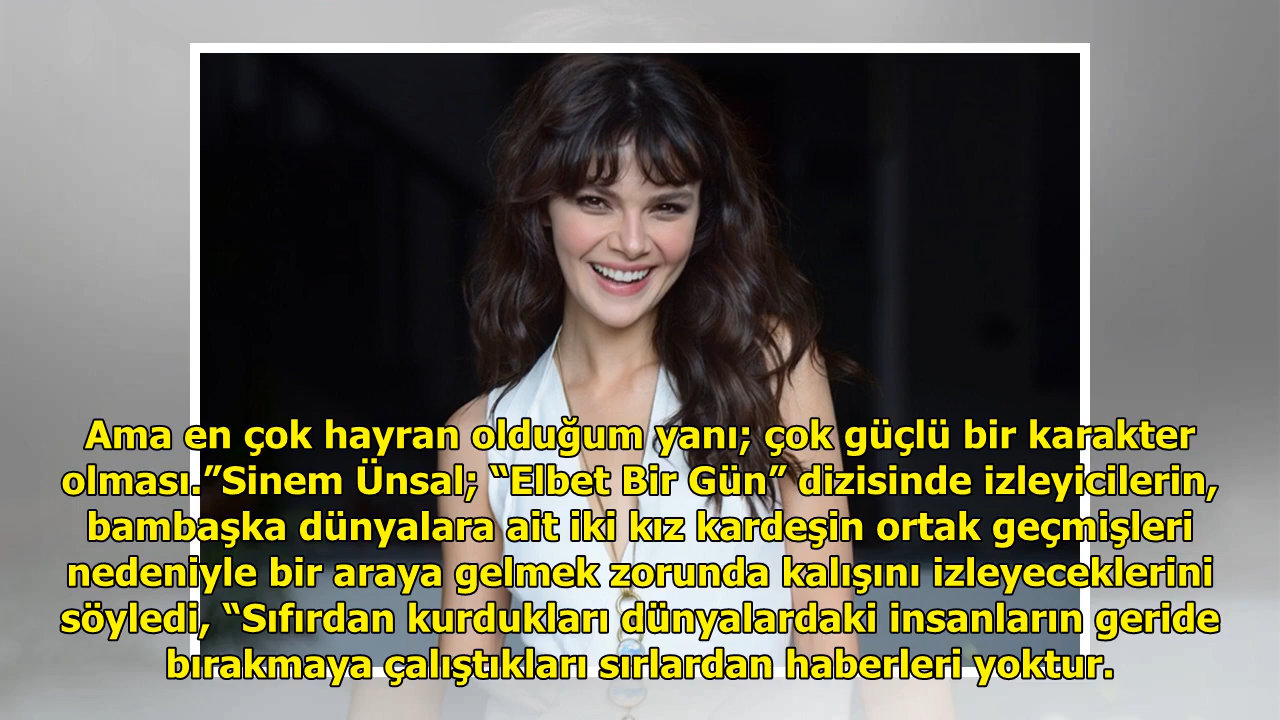 Ama en çok hayran olduğum yanı; çok güçlü bir karakter
olması.”Sinem Ünsal; “Elbet Bir Gün” dizisinde izleyicilerin,
bambaşka dünyalara ait iki kız kardeşin ortak geçmişleri
nedeniyle bir araya gelmek zorunda kalışını izleyeceklerini
söyledi, “Sıfırdan kurdukları dünyalardaki insanların geride
bırakmaya çalıştıkları sırlardan haberleri yoktur.